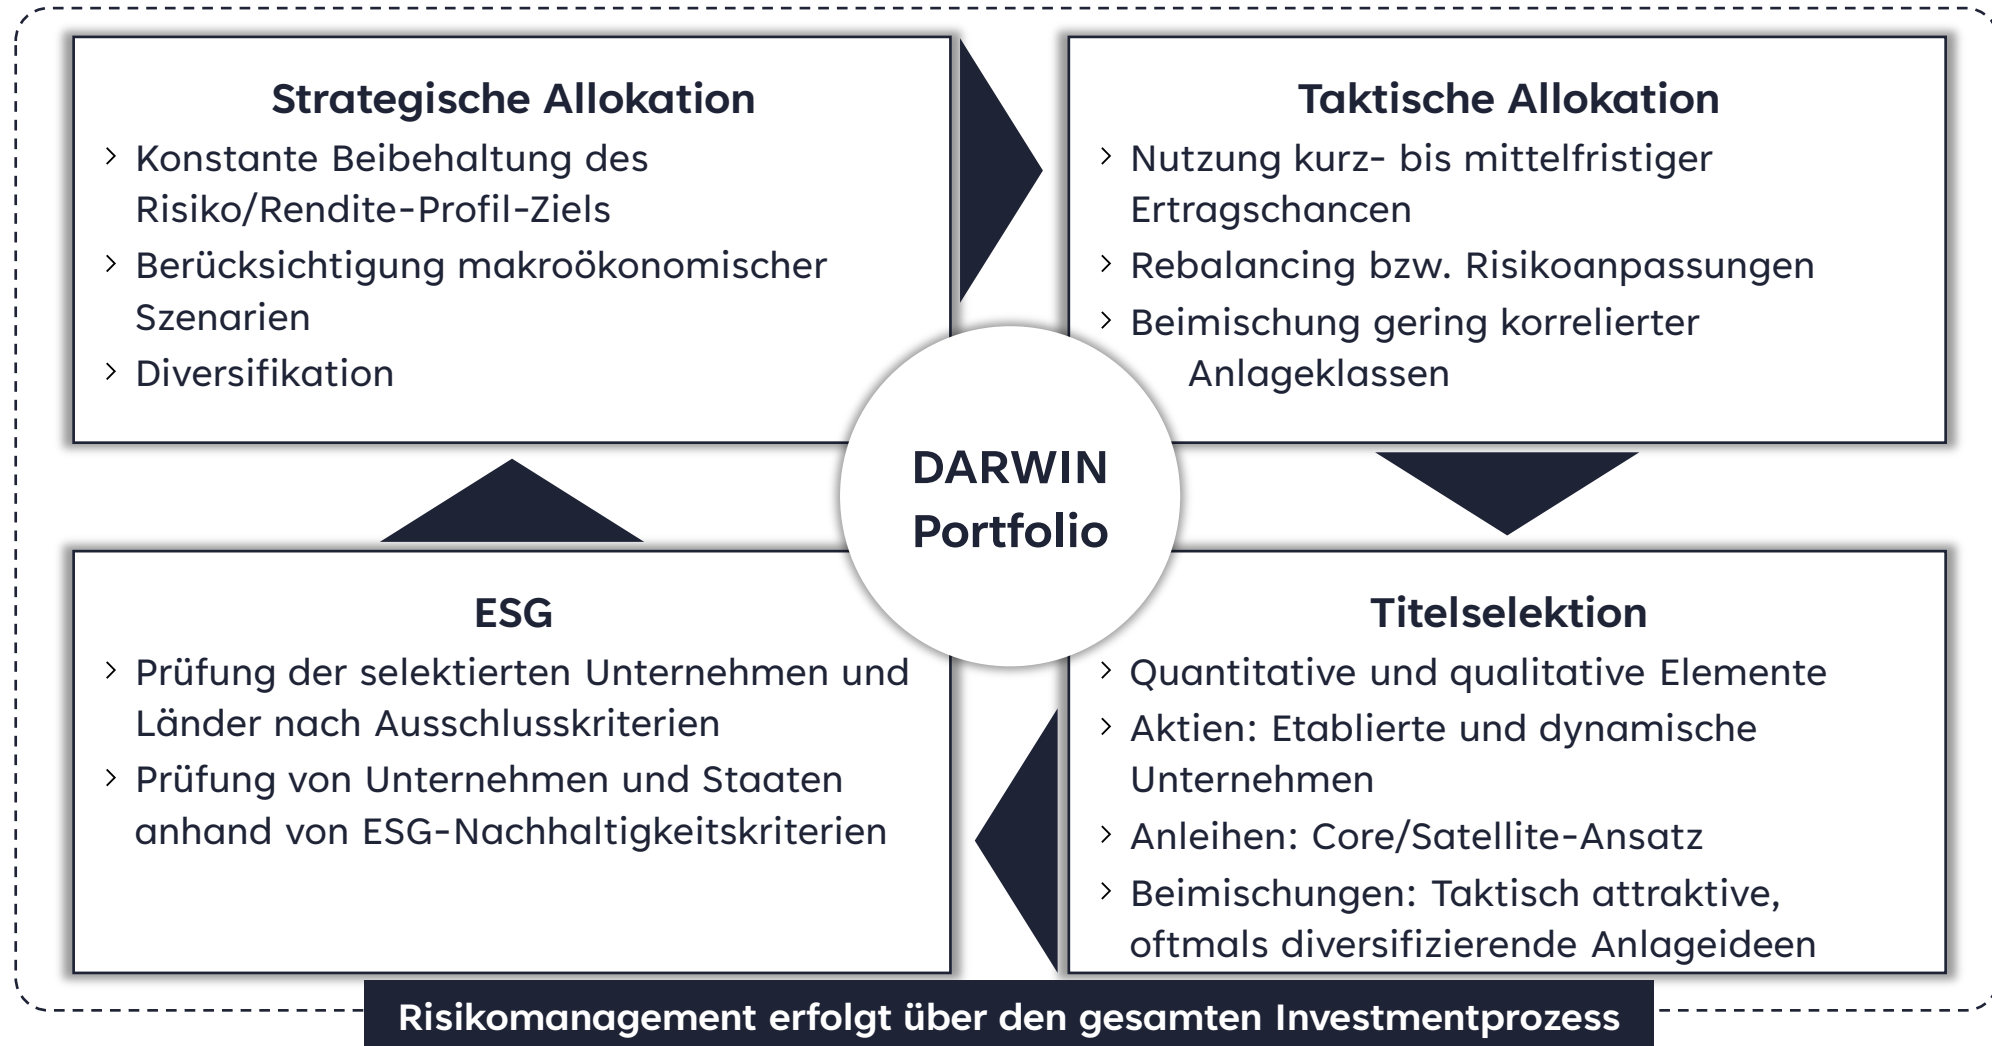 Strategische Allokation
› Konstante Beibehaltung des
Risiko/Rendite-Profil-Ziels
› Berücksichtigung makroökonomischer
Szenarien
› Diversifikation
Taktische Allokation
› Nutzung kurz- bis mittelfristiger
Ertragschancen
› Rebalancing bzw. Risikoanpassungen
› Beimischung gering korrelierter
Anlageklassen
DARWIN
Portfolio
ESG
› Prüfung der selektierten Unternehmen und
Länder nach Ausschlusskriterien
› Prüfung von Unternehmen und Staaten
anhand von ESG-Nachhaltigkeitskriterien
Titelselektion
› Quantitative und qualitative Elemente
› Aktien: Etablierte und dynamische
Unternehmen
› Anleihen: Core/Satellite-Ansatz
› Beimischungen: Taktisch attraktive,
oftmals diversifizierende Anlageideen
Risikomanagement erfolgt über den gesamten Investmentprozess